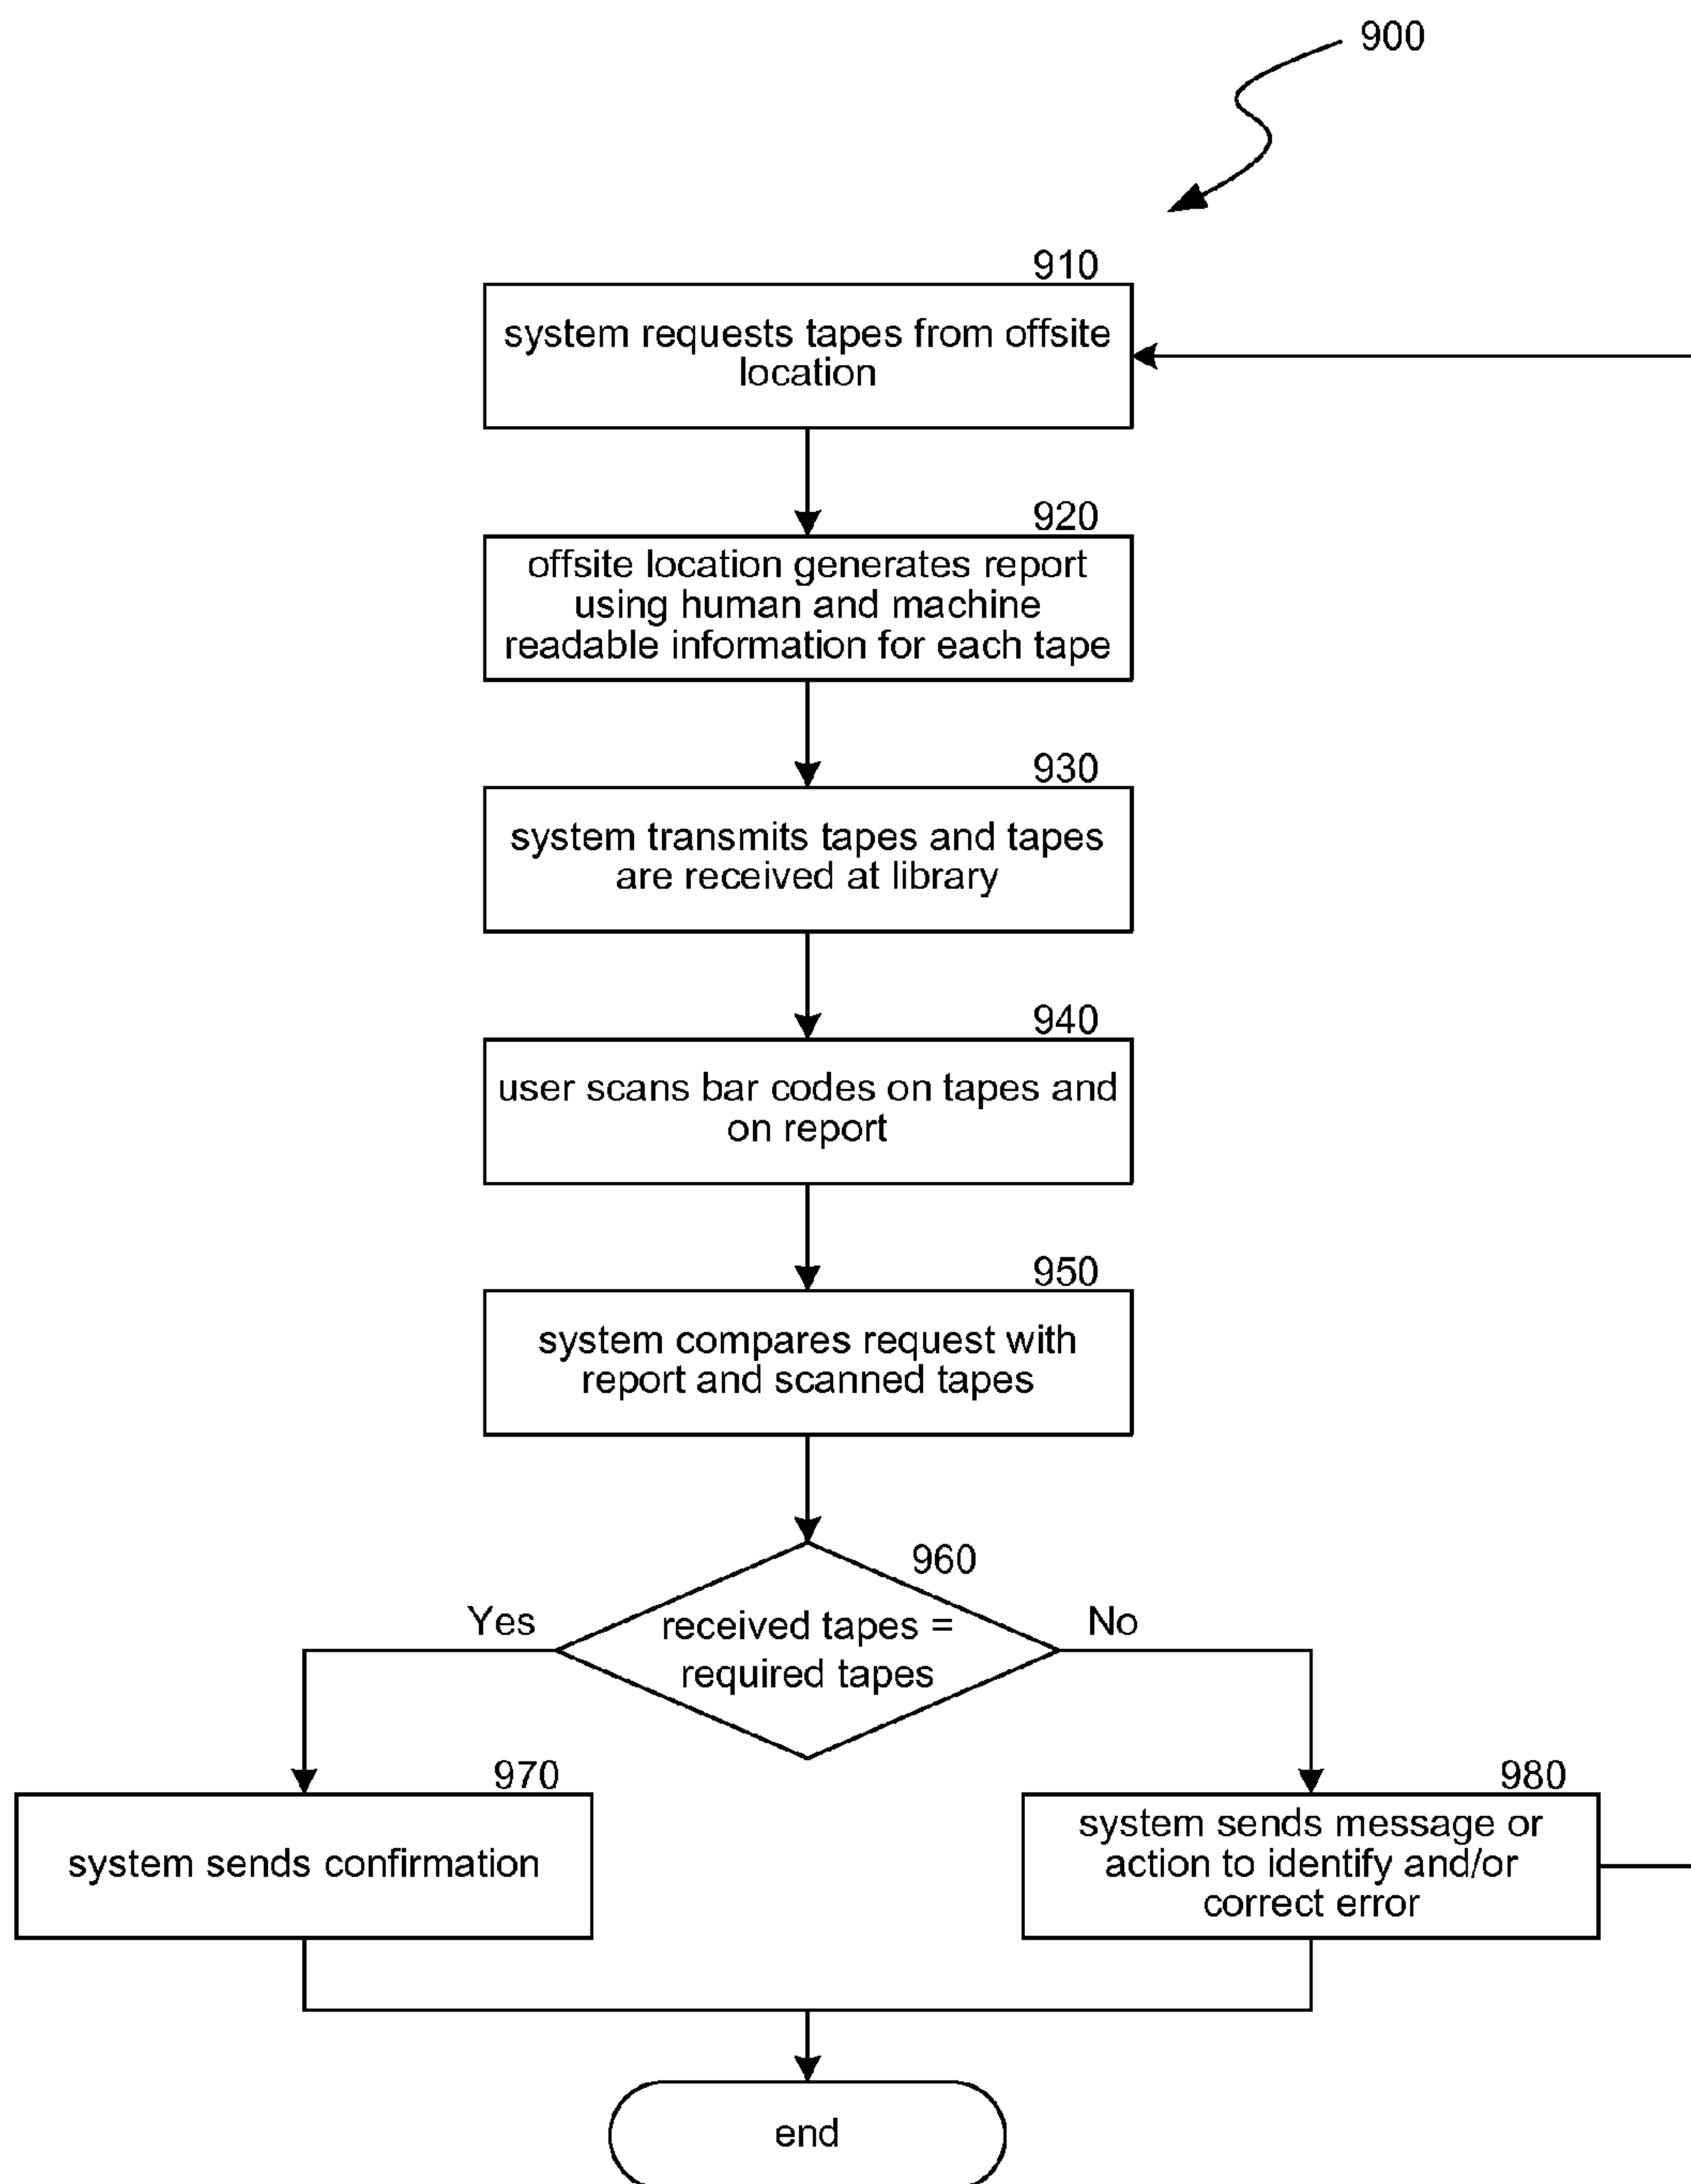 900
910
system requests tapes from offsite
location
920
offsite location generates report
using human and machine
readable information for each tape
930
system transmits tapes and tapes
are received at library
940
user scans bar codes on tapes and
on report
950
system compares request with
report and scanned tapes
960
Yes
received tapes =
required tapes
No
970
system sends confirmation
980
system sends message or
action to identify and/or
correct error
end